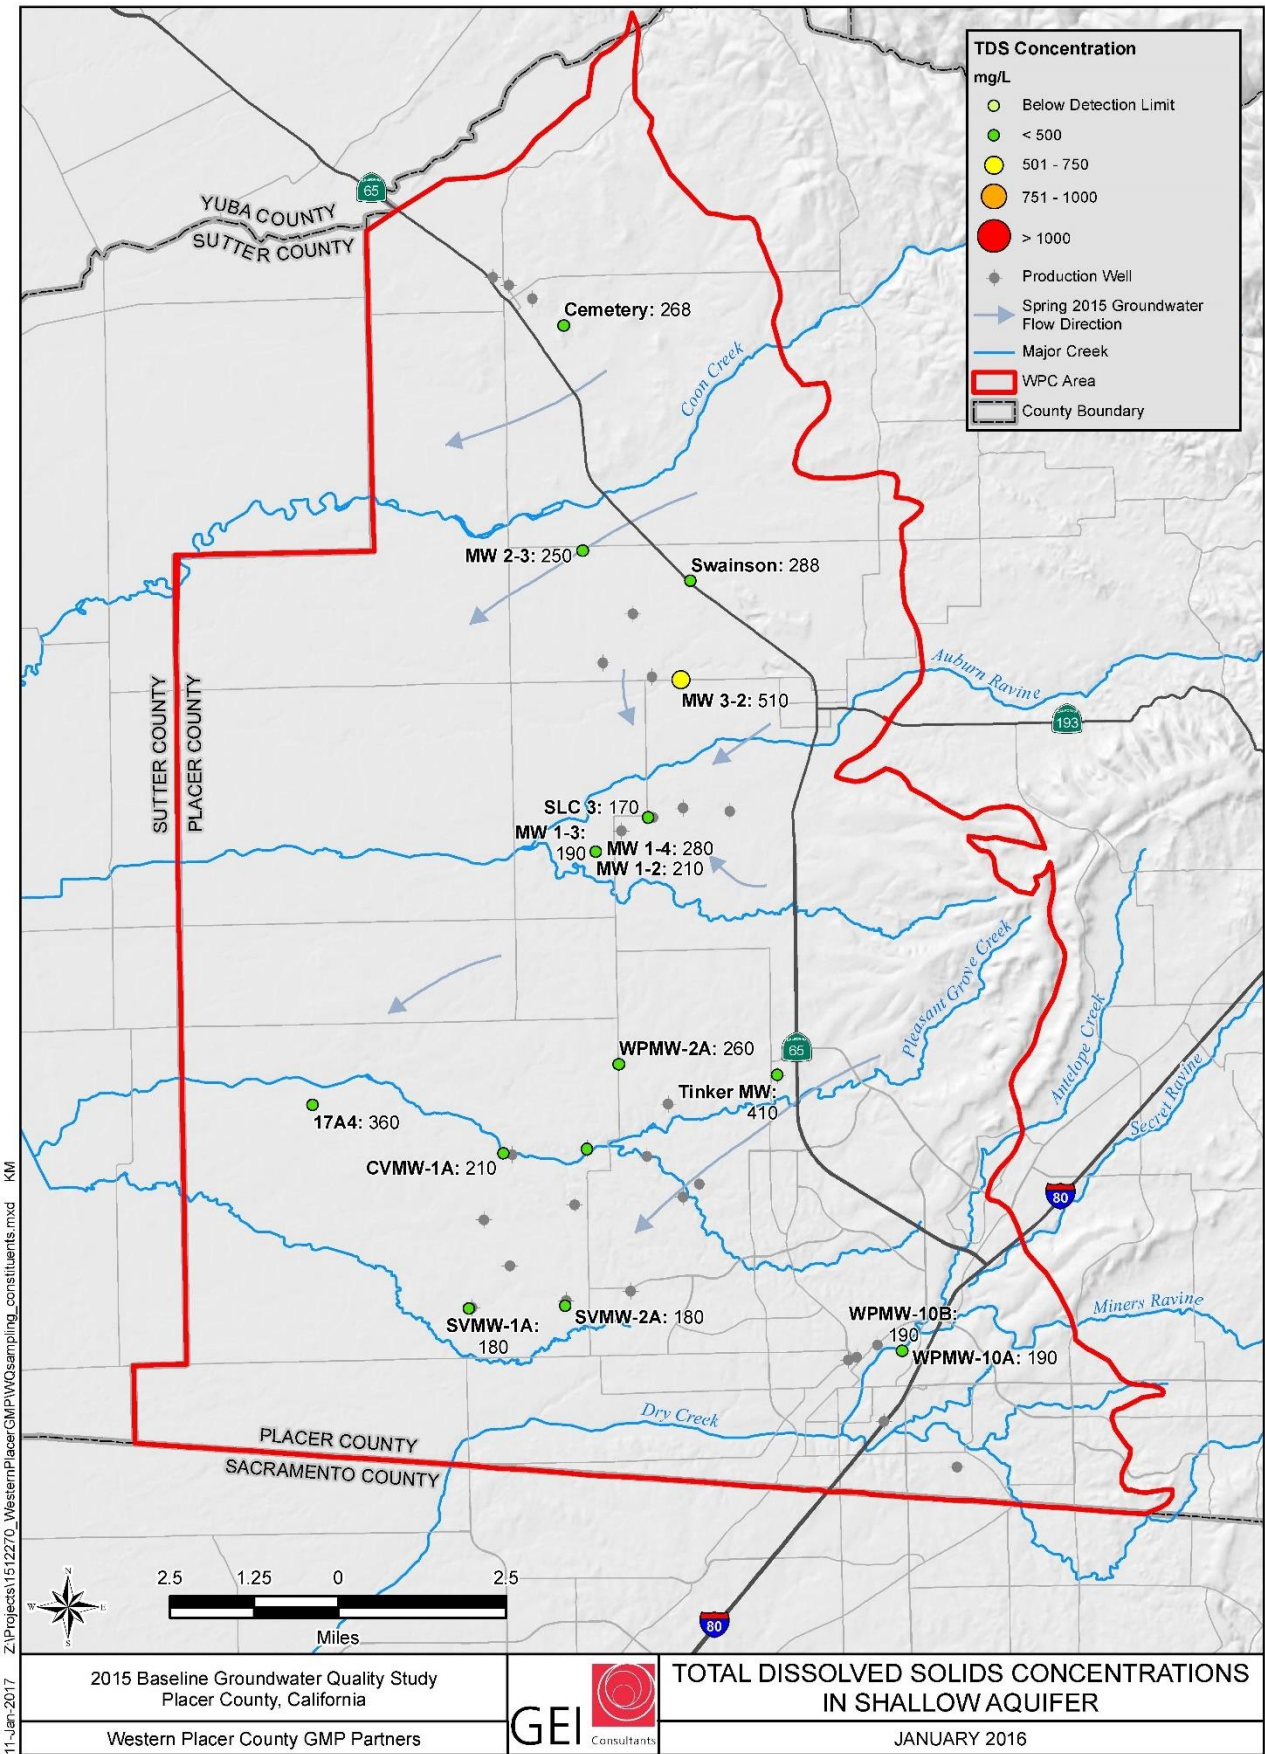 TDS Concentration
mg/L
Below Detection Limit
< 500
501 - 750
751 - 1000
> 1000
Production Well
Spring 2015 Groundwater
Flow Direction
Major Creek
WPC Area
County Boundary
65
YUBA COUNTY
SUTTER COUNTY
Cemetery: 268
Coon Creek
MW 2-3: 250
Swainson: 288
Auburn Ravine
MW 3-2: 510
193
SUTTER COUNTY
PLACER COUNTY
SLC 3: 170
MW 1-3:
190
MW 1-4: 280
MW 1-2: 210
Pleasant Grove Creek
Antelope Creek
Secret Ravine
WPMW-2A: 260
65
Tinker MW:
410
17A4: 360
CVMW-1A: 210
80
SVMW-1A:
180
SVMW-2A: 180
WPMW-10B:
190
WPMW-10A: 190
Miners Ravine
Dry Creek
PLACER COUNTY
SACRAMENTO COUNTY
N
W E
S
2.5 1.25 0 2.5
Miles
80
2015 Baseline Groundwater Quality Study
Placer County, California
Western Placer County GMP Partners
GEI
Consultants
TOTAL DISSOLVED SOLIDS CONCENTRATIONS
IN SHALLOW AQUIFER
JANUARY 2016
11-Jan-2017 Z:\Projects\1512270_WesternPlacerGMP\WQsampling_constituents.mxd KM